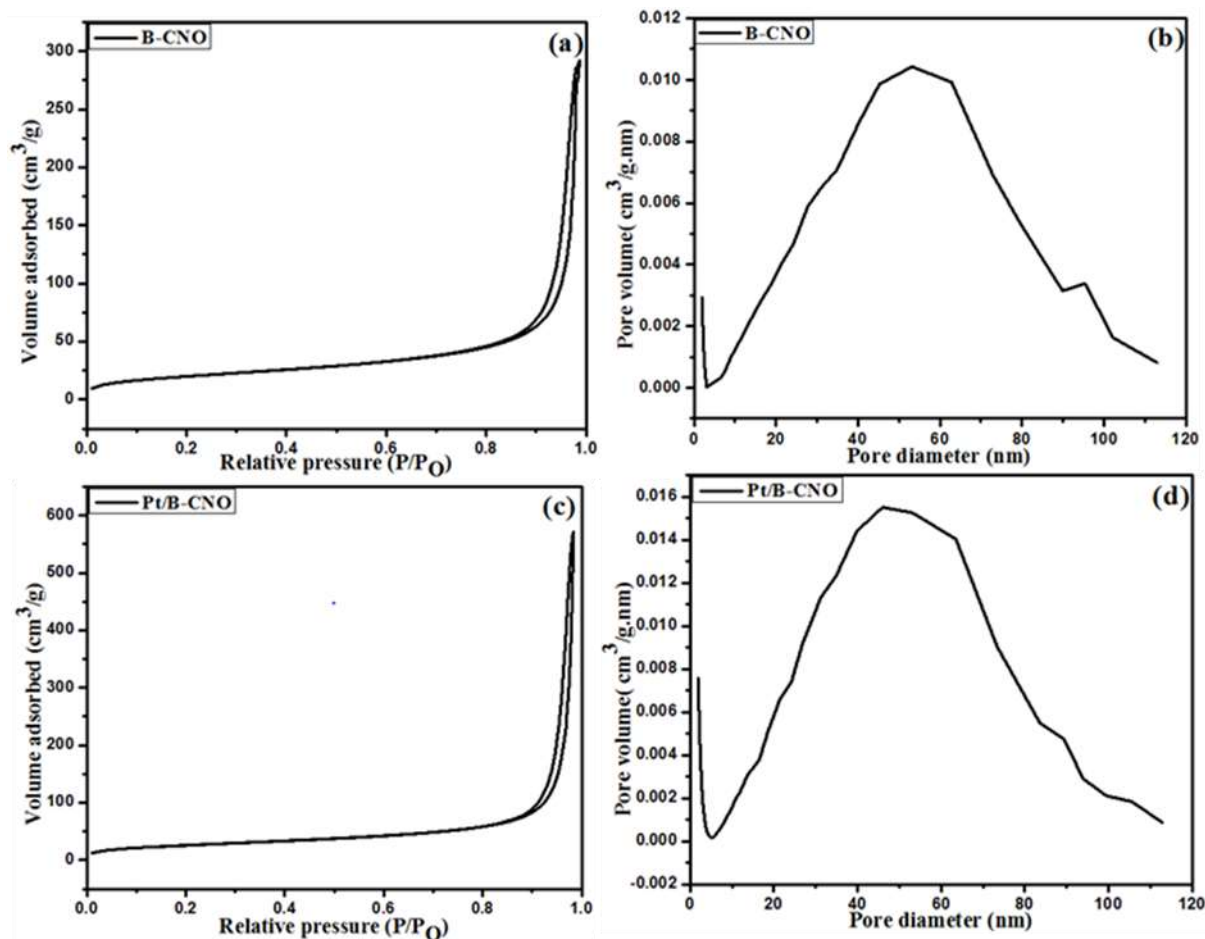 B-CNO
(a)
300
250
200
150
100
50
0
Volume adsorbed (cm³/g)
0.0 0.2 0.4 0.6 0.8 1.0
Relative pressure (P/P_O)
B-CNO
(b)
0.012
0.010
0.008
0.006
0.004
0.002
0.000
Pore volume( cm³/g.nm)
0 20 40 60 80 100 120
Pore diameter (nm)
Pt/B-CNO
(c)
600
500
400
300
200
100
0
Volume adsorbed (cm³/g)
0.0 0.2 0.4 0.6 0.8 1.0
Relative pressure (P/P_O)
Pt/B-CNO
(d)
0.016
0.014
0.012
0.010
0.008
0.006
0.004
0.002
0.000
-0.002
Pore volume( cm³/g.nm)
0 20 40 60 80 100 120
Pore diameter (nm)